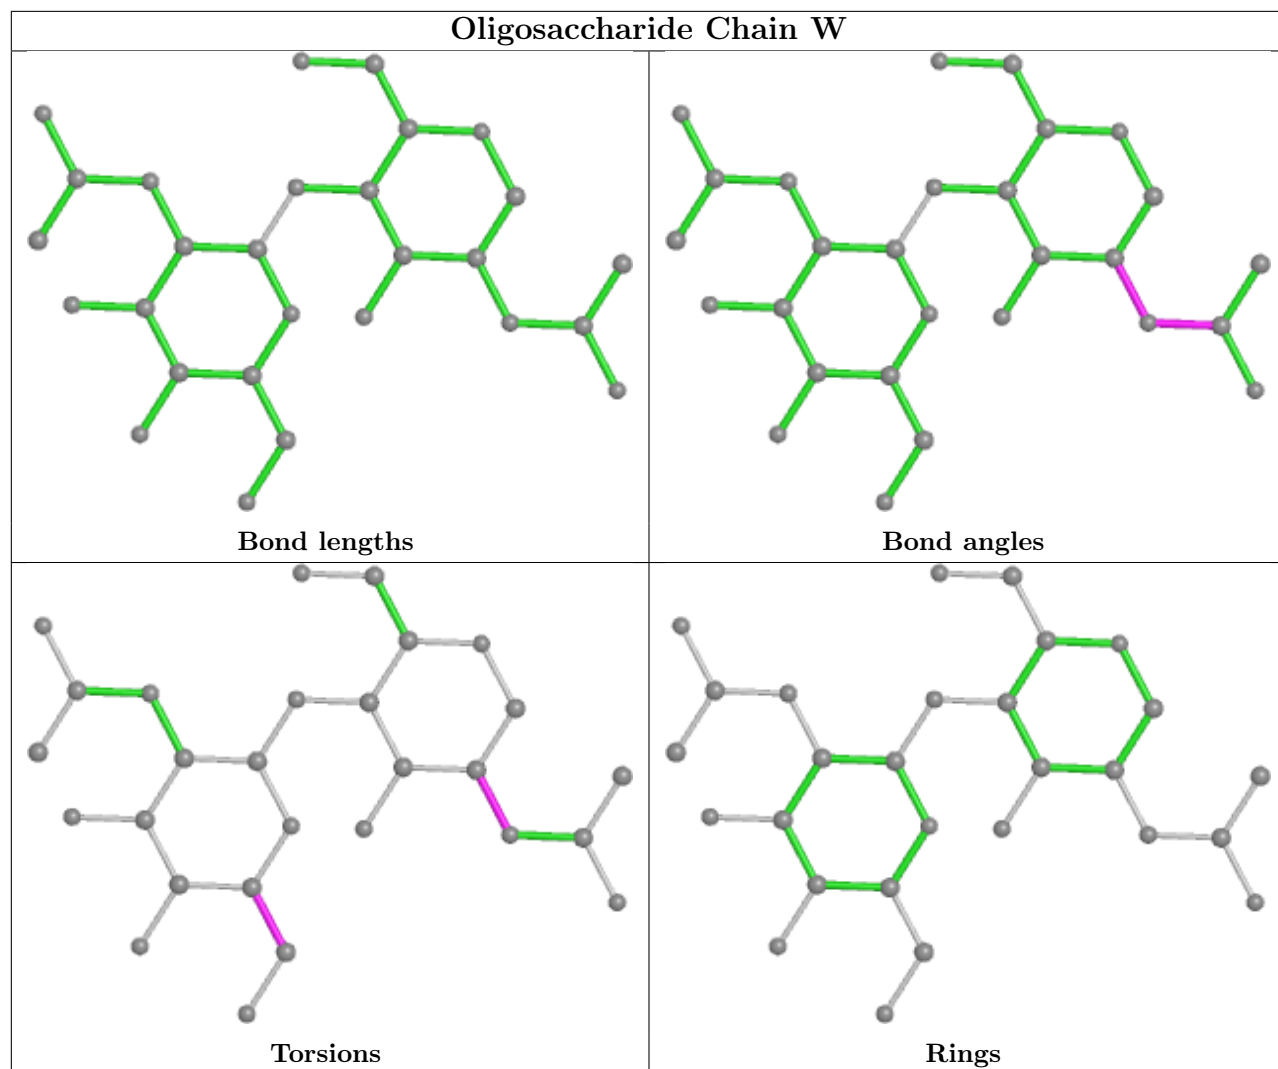 Oligosaccharide Chain W
Bond lengths
Bond angles
Torsions
Rings